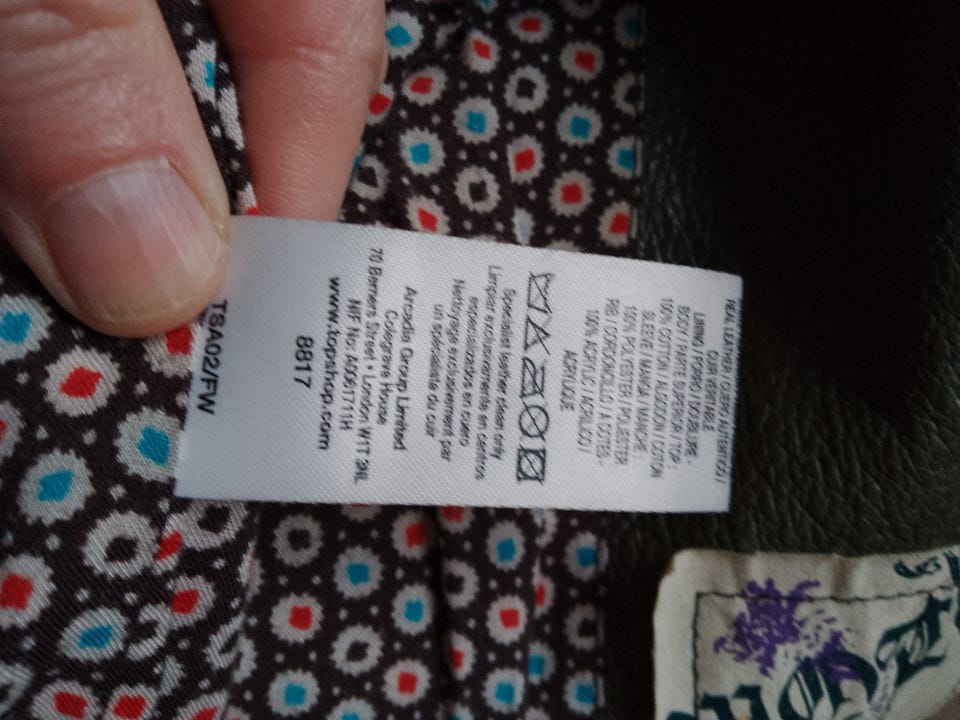 REAL LEATHER / CUERO AUTENTICO /
CUIR VERITABLE
LINING / FORRO / DOUBLURE -
BODY / PARTE SUPERIOR / TOP :
100% COTTON / ALGODON / COTON
SLEEVE / MANGA / MANCHE :
100% POLYESTER / POLIESTER
RIB / CORDONCILLO / A COTES -
100% ACRYLIC / ACRILICO /
ACRYLIQUE
Specialist leather clean only
Limpiar exclusivamente en centros
especializados en cuero
Nettoyage exclusivement par
un spécialiste du cuir
Arcadia Group Limited
Colegrave House
70 Berners Street • London W1T 3NL
NIF No: A0061711H
www.topshop.com
8817
TSA02/FW